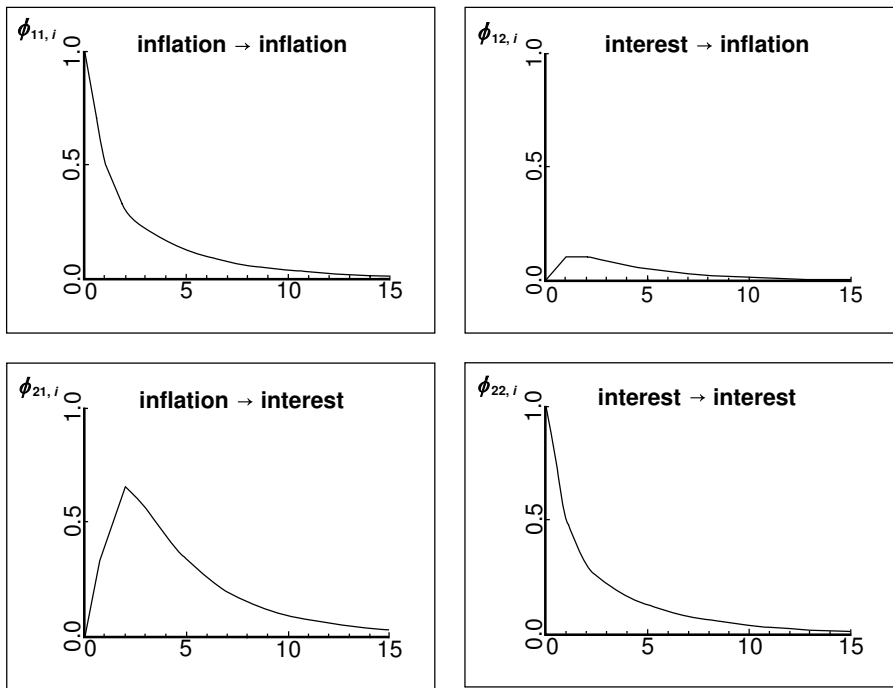 ϕ11, i
inflation → inflation
1.0
0.5
0.0
0 5 10 15
ϕ12, i
interest → inflation
1.0
0.5
0.0
0 5 10 15
ϕ21, i
inflation → interest
1.0
0.5
0.0
0 5 10 15
ϕ22, i
interest → interest
1.0
0.5
0.0
0 5 10 15